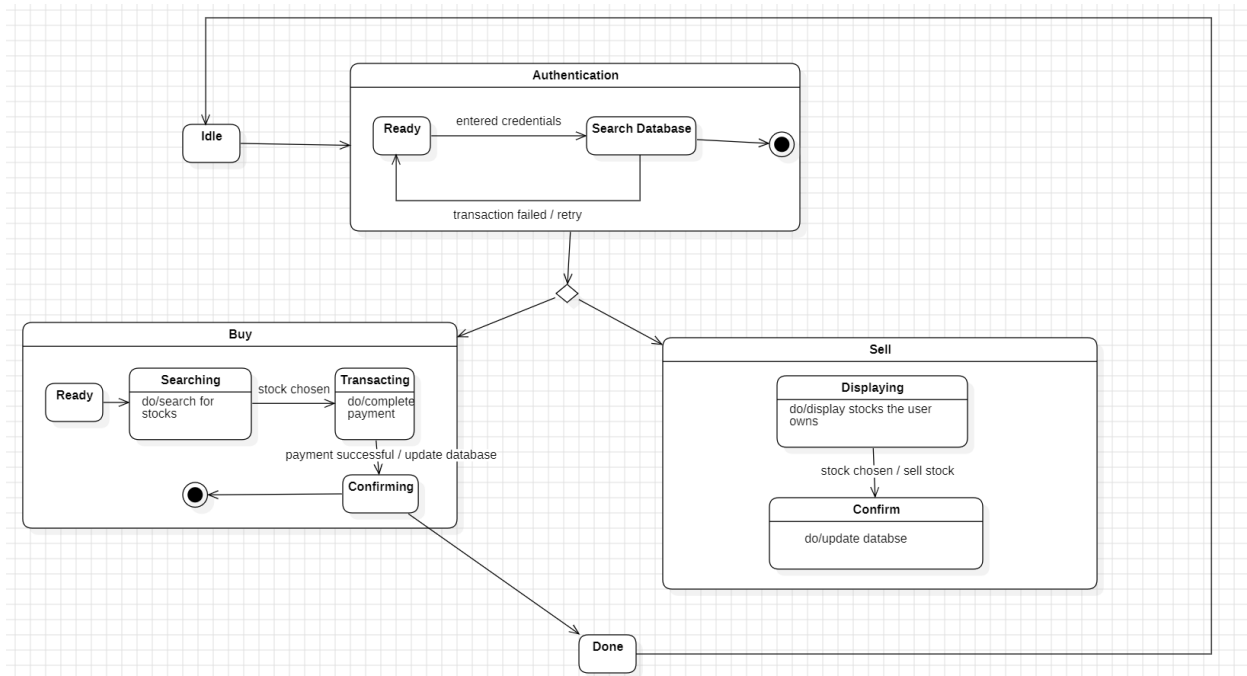 Authentication
Idle
Ready
entered credentials
Search Database
transaction failed / retry
Buy
Ready
Searching
do/search for
stocks
stock chosen
Transacting
do/complete
payment
payment successful / update database
Confirming
Sell
Displaying
do/display stocks the user
owns
stock chosen / sell stock
Confirm
do/update databse
Done